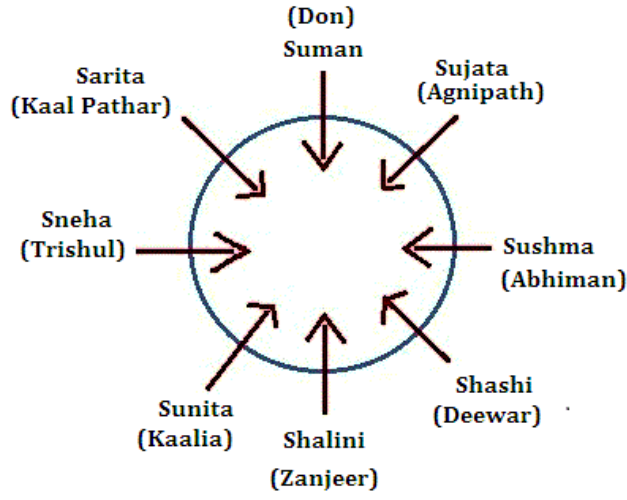 (Don)
Suman
Sujata
(Agnipath)
Sarita
(Kaal Pathar)
Sneha
(Trishul)
Sushma
(Abhiman)
Shashi
(Deewar)
Sunita
(Kaalia)
Shalini
(Zanjeer)